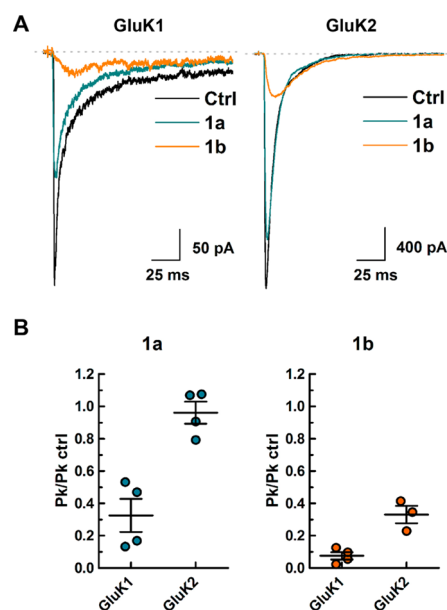 A
GluK1
GluK2
Ctrl
1a
1b
50 pA
25 ms
Ctrl
1a
1b
400 pA
25 ms
B
1a
1b
Pk/Pk ctrl
1.2
1.0
0.8
0.6
0.4
0.2
0.0
GluK1
GluK2
Pk/Pk ctrl
1.2
1.0
0.8
0.6
0.4
0.2
0.0
GluK1
GluK2